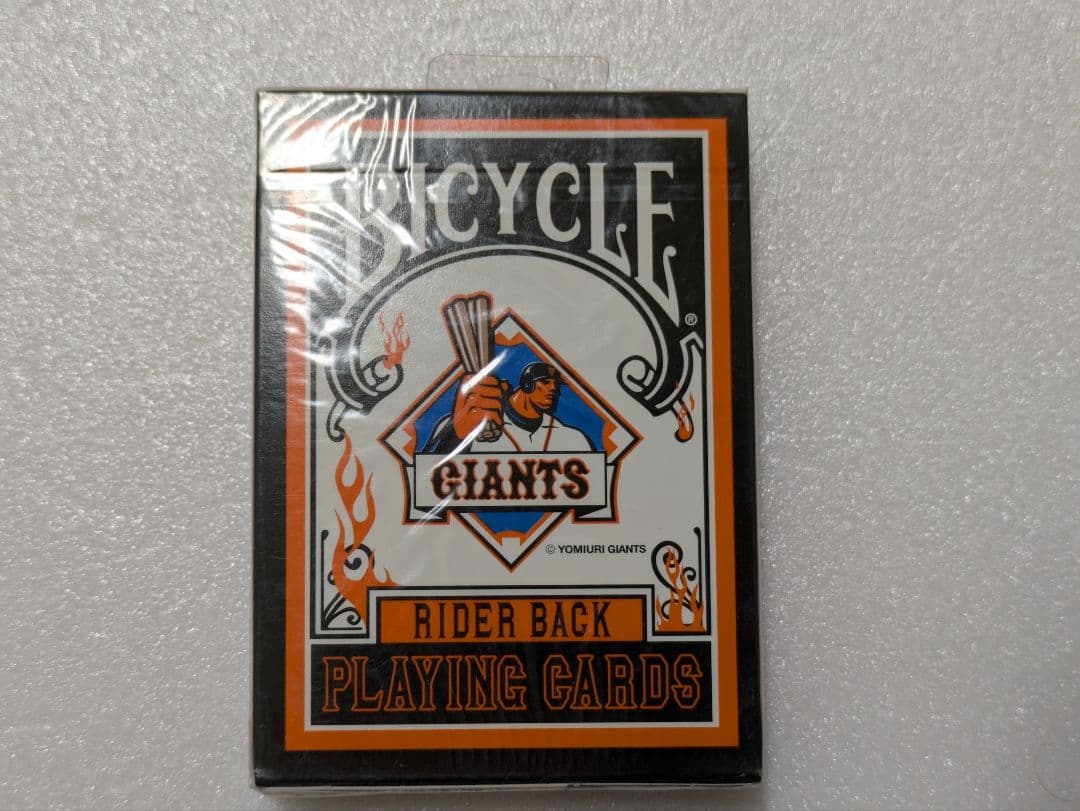 BICYCLE®
GIANTS
© YOMIURI GIANTS
RIDER BACK
PLAYING CARDS